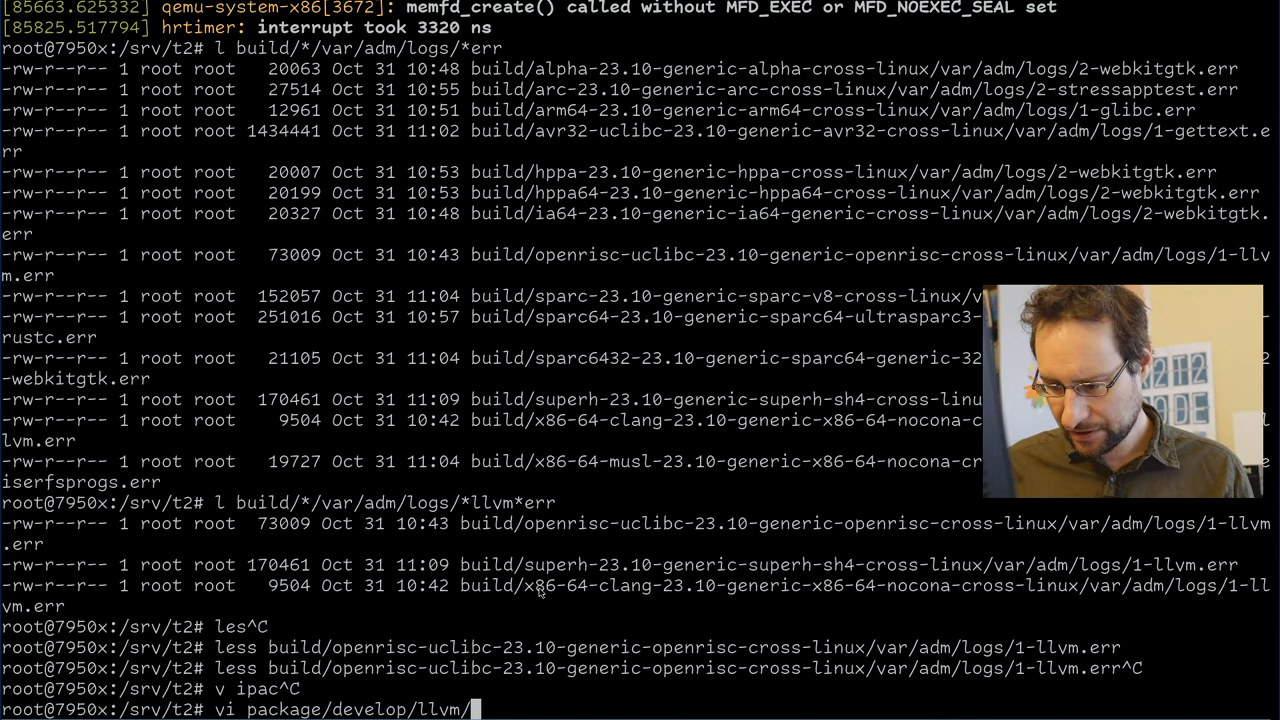 [85663.625332] qemu-system-x86[3672]: memfd_create() called without MFD_EXEC or MFD_NOEXEC_SEAL set
[85825.517794] hrtimer: interrupt took 3320 ns
root@7950x:/srv/t2# l build/*/var/adm/logs/*err
-rw-r--r-- 1 root root   20063 Oct 31 10:48 build/alpha-23.10-generic-alpha-cross-linux/var/adm/logs/2-webkitgtk.err
-rw-r--r-- 1 root root   27514 Oct 31 10:55 build/arc-23.10-generic-arc-cross-linux/var/adm/logs/2-stressapptest.err
-rw-r--r-- 1 root root   12961 Oct 31 10:51 build/arm64-23.10-generic-arm64-cross-linux/var/adm/logs/1-glibc.err
-rw-r--r-- 1 root root 1434441 Oct 31 11:02 build/avr32-uclibc-23.10-generic-avr32-cross-linux/var/adm/logs/1-gettext.e
rr
-rw-r--r-- 1 root root   20007 Oct 31 10:53 build/hppa-23.10-generic-hppa-cross-linux/var/adm/logs/2-webkitgtk.err
-rw-r--r-- 1 root root   20199 Oct 31 10:53 build/hppa64-23.10-generic-hppa64-cross-linux/var/adm/logs/2-webkitgtk.err
-rw-r--r-- 1 root root   20327 Oct 31 10:48 build/ia64-23.10-generic-ia64-generic-cross-linux/var/adm/logs/2-webkitgtk.
err
-rw-r--r-- 1 root root   73009 Oct 31 10:43 build/openrisc-uclibc-23.10-generic-openrisc-cross-linux/var/adm/logs/1-llv
m.err
-rw-r--r-- 1 root root  152057 Oct 31 11:04 build/sparc-23.10-generic-sparc-v8-cross-linux/v
-rw-r--r-- 1 root root  251016 Oct 31 10:57 build/sparc64-23.10-generic-sparc64-ultrasparc3-
rustc.err
-rw-r--r-- 1 root root   21105 Oct 31 11:04 build/sparc6432-23.10-generic-sparc64-generic-32 2
-webkitgtk.err
-rw-r--r-- 1 root root  170461 Oct 31 11:09 build/superh-23.10-generic-superh-sh4-cross-linu
-rw-r--r-- 1 root root    9504 Oct 31 10:42 build/x86-64-clang-23.10-generic-x86-64-nocona-c l
lvm.err
-rw-r--r-- 1 root root   19727 Oct 31 11:04 build/x86-64-musl-23.10-generic-x86-64-nocona-cr
eiserfsprogs.err
root@7950x:/srv/t2# l build/*/var/adm/logs/*llvm*err
-rw-r--r-- 1 root root   73009 Oct 31 10:43 build/openrisc-uclibc-23.10-generic-openrisc-cross-linux/var/adm/logs/1-llvm
.err
-rw-r--r-- 1 root root  170461 Oct 31 11:09 build/superh-23.10-generic-superh-sh4-cross-linux/var/adm/logs/1-llvm.err
-rw-r--r-- 1 root root    9504 Oct 31 10:42 build/x86-64-clang-23.10-generic-x86-64-nocona-cross-linux/var/adm/logs/1-ll
vm.err
root@7950x:/srv/t2# les^C
root@7950x:/srv/t2# less build/openrisc-uclibc-23.10-generic-openrisc-cross-linux/var/adm/logs/1-llvm.err
root@7950x:/srv/t2# less build/openrisc-uclibc-23.10-generic-openrisc-cross-linux/var/adm/logs/1-llvm.err^C
root@7950x:/srv/t2# v ipac^C
root@7950x:/srv/t2# vi package/develop/llvm/